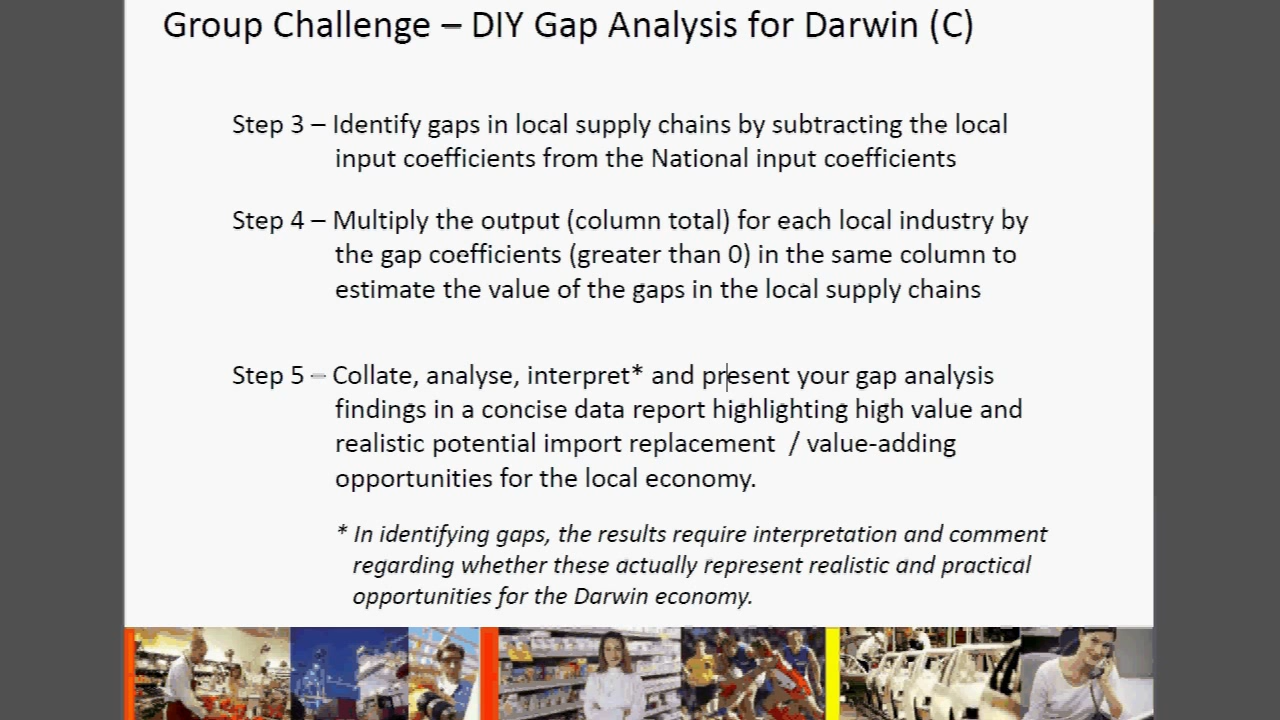 Group Challenge – DIY Gap Analysis for Darwin (C)
Step 3 – Identify gaps in local supply chains by subtracting the local
input coefficients from the National input coefficients
Step 4 – Multiply the output (column total) for each local industry by
the gap coefficients (greater than 0) in the same column to
estimate the value of the gaps in the local supply chains
Step 5 – Collate, analyse, interpret* and present your gap analysis
findings in a concise data report highlighting high value and
realistic potential import replacement / value-adding
opportunities for the local economy.
* In identifying gaps, the results require interpretation and comment
regarding whether these actually represent realistic and practical
opportunities for the Darwin economy.